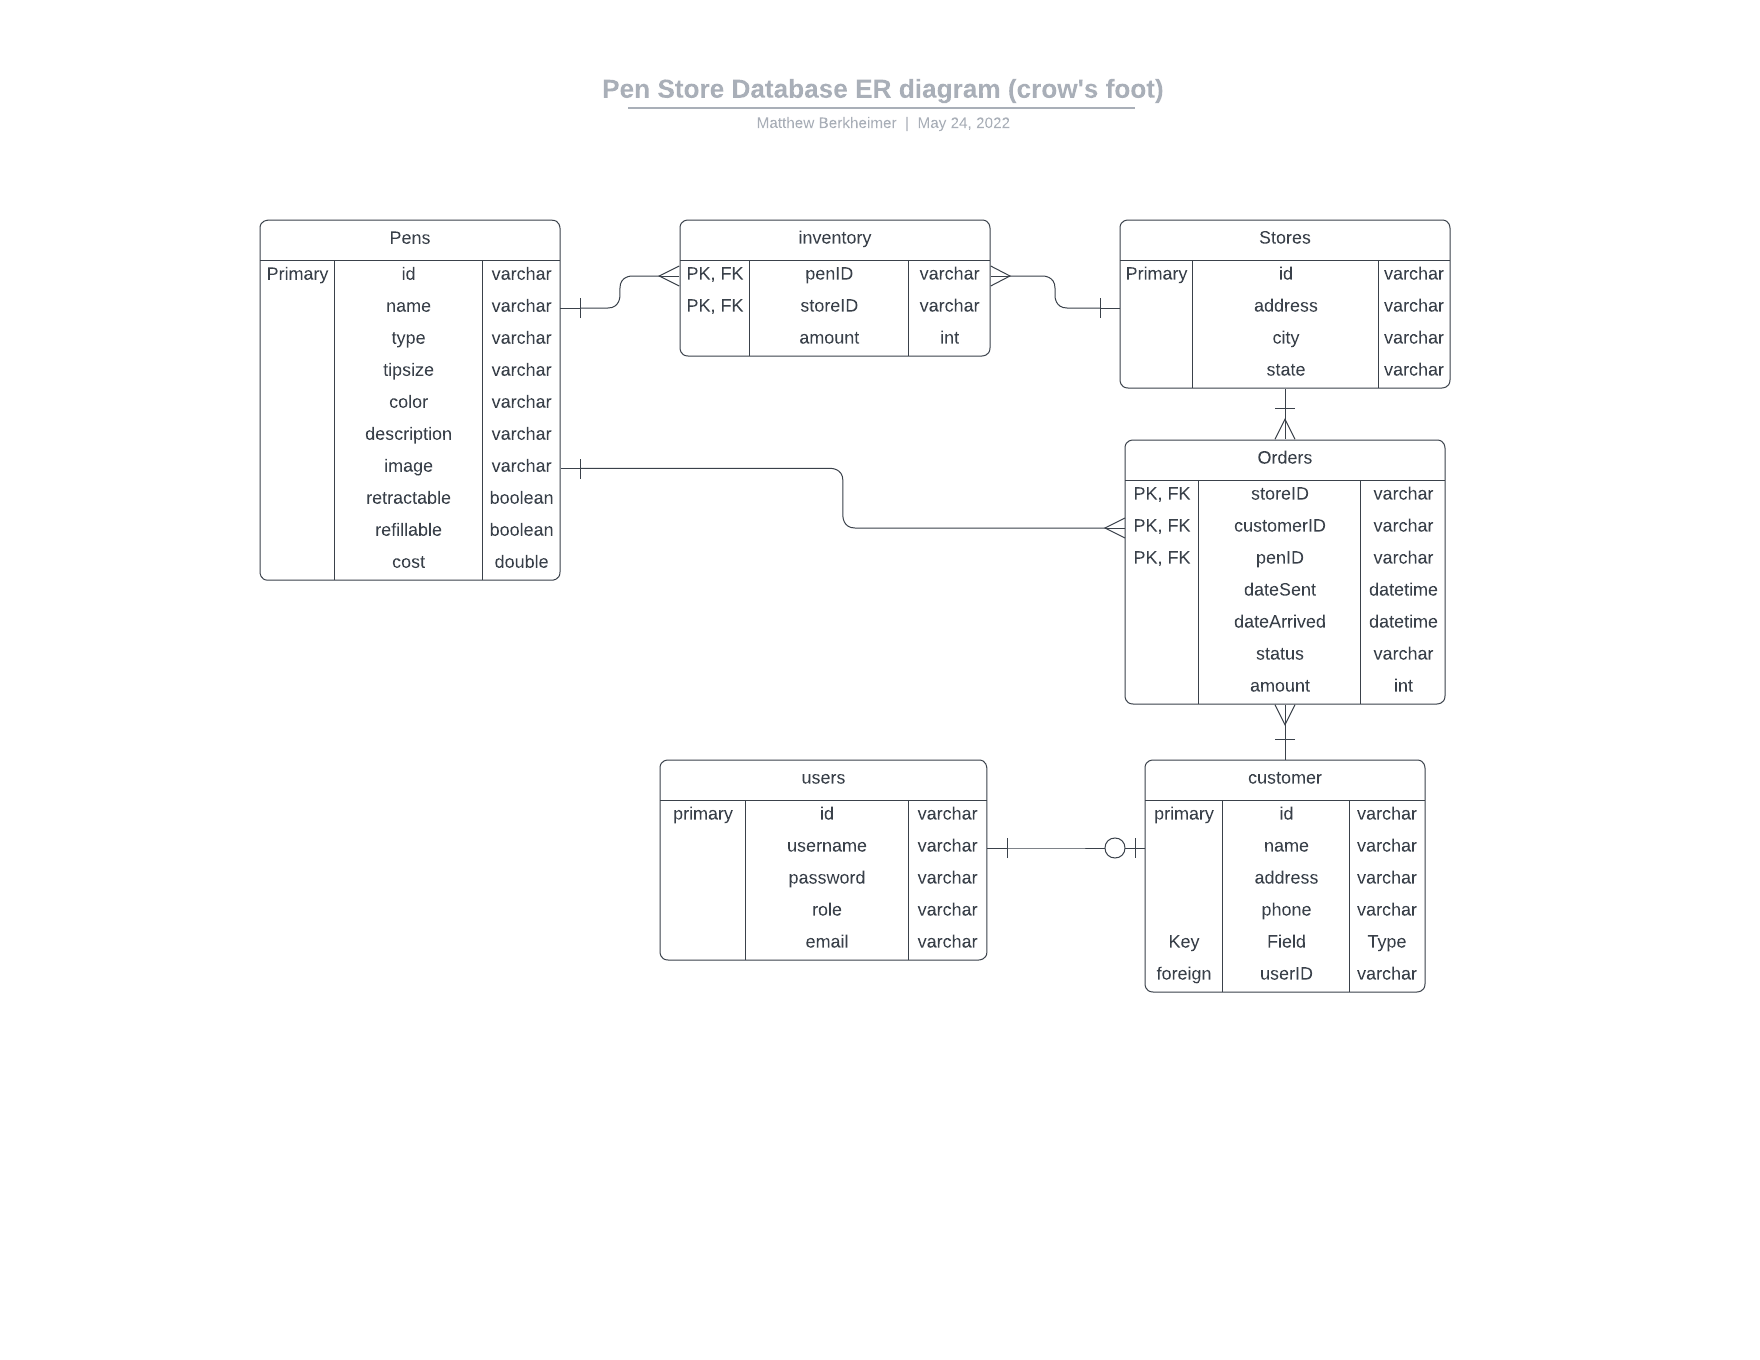 Pen Store Database ER diagram (crow's foot)
Matthew Berkheimer | May 24, 2022
Pens
Primary id varchar
name varchar
type varchar
tipsize varchar
color varchar
description varchar
image varchar
retractable boolean
refillable boolean
cost double
inventory
PK, FK penID varchar
PK, FK storeID varchar
amount int
Stores
Primary id varchar
address varchar
city varchar
state varchar
Orders
PK, FK storeID varchar
PK, FK customerID varchar
PK, FK penID varchar
dateSent datetime
dateArrived datetime
status varchar
amount int
users
primary id varchar
username varchar
password varchar
role varchar
email varchar
customer
primary id varchar
name varchar
address varchar
phone varchar
Key Field Type
foreign userID varchar